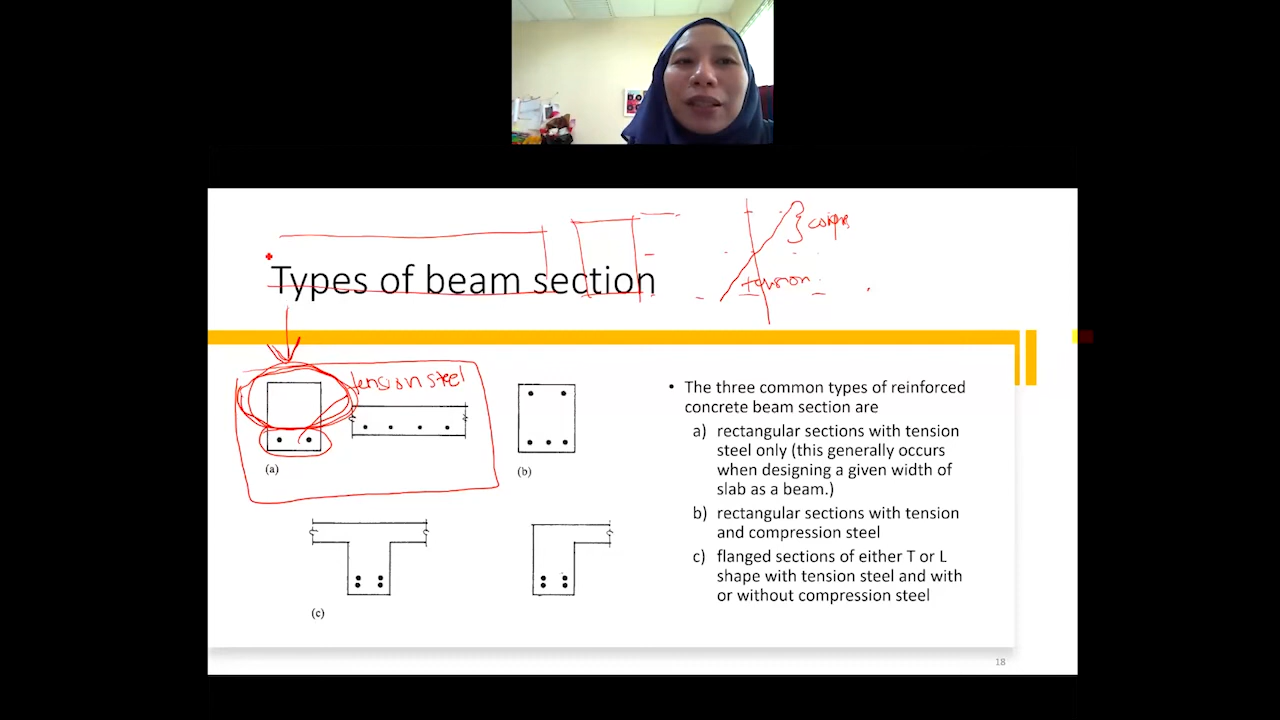 comps
Types of beam section
tension
tension steel
(a)
(b)
(c)
• The three common types of reinforced
concrete beam section are
a) rectangular sections with tension
steel only (this generally occurs
when designing a given width of
slab as a beam.)
b) rectangular sections with tension
and compression steel
c) flanged sections of either T or L
shape with tension steel and with
or without compression steel
18